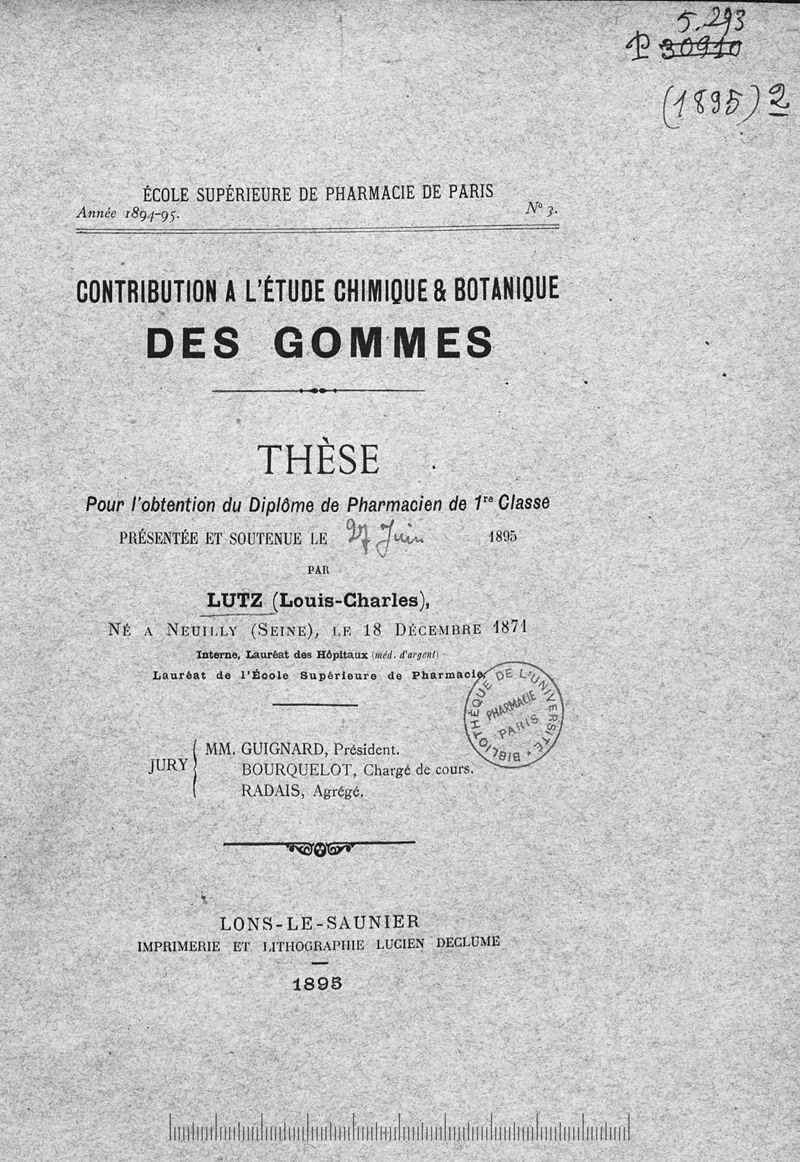 5.293
P 30910
(1895) 2
ÉCOLE SUPÉRIEURE DE PHARMACIE DE PARIS
Année 1894-95. Nº 3.
CONTRIBUTION A L'ÉTUDE CHIMIQUE & BOTANIQUE
DES GOMMES
THÈSE
Pour l'obtention du Diplôme de Pharmacien de 1re Classe
PRÉSENTÉE ET SOUTENUE LE 27 Juin 1895
PAR
LUTZ (Louis-Charles),
NÉ A NEUILLY (SEINE), LE 18 DÉCEMBRE 1871
Interne, Lauréat des Hôpitaux (méd. d'argent)
Lauréat de l'École Supérieure de Pharmacie.
BIBLIOTHÈQUE DE L'UNIVERSITÉ
PHARMACIE
PARIS
JURY MM. GUIGNARD, Président.
BOURQUELOT, Chargé de cours.
RADAIS, Agrégé.
LONS-LE-SAUNIER
IMPRIMERIE ET LITHOGRAPHIE LUCIEN DECLUME
1895